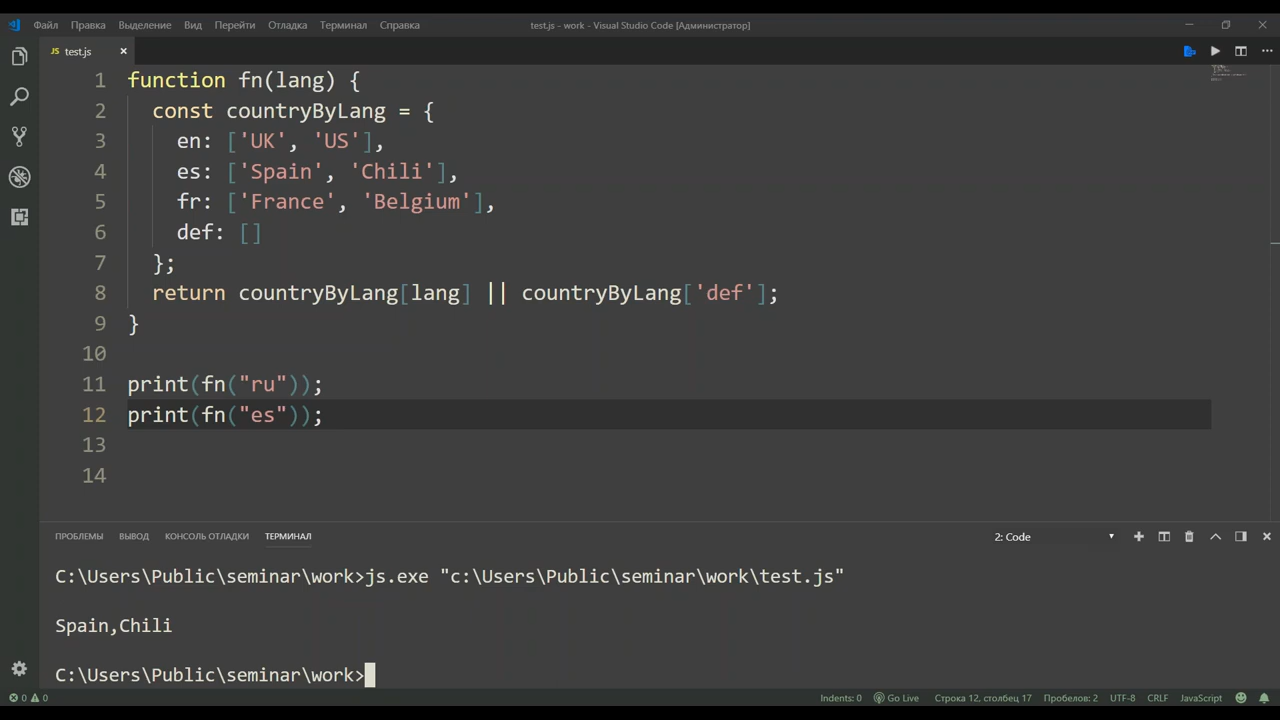 Файл Правка Выделение Вид Перейти Отладка Терминал Справка test.js - work - Visual Studio Code [Администратор]
JS test.js
1 function fn(lang) {
2 const countryByLang = {
3 en: ['UK', 'US'],
4 es: ['Spain', 'Chili'],
5 fr: ['France', 'Belgium'],
6 def: []
7 };
8 return countryByLang[lang] || countryByLang['def'];
9 }
10
11 print(fn("ru"));
12 print(fn("es"));
13
14
ПРОБЛЕМЫ ВЫВОД КОНСОЛЬ ОТЛАДКИ ТЕРМИНАЛ 2: Code
C:\Users\Public\seminar\work>js.exe "c:\Users\Public\seminar\work\test.js"
Spain,Chili
C:\Users\Public\seminar\work>
0 0 Indents: 0 Go Live Строка 12, столбец 17 Пробелов: 2 UTF-8 CRLF JavaScript